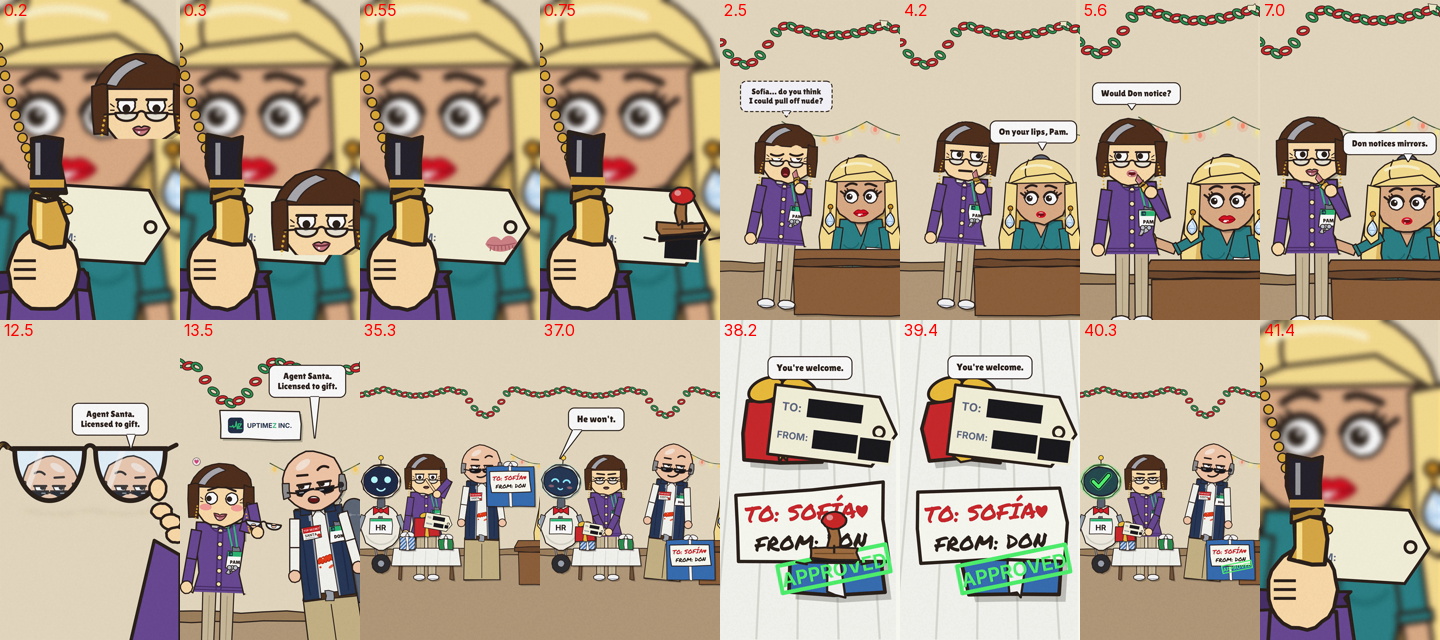 0.2
0.3
0.55
0.75
2.5
4.2
5.6
7.0
Sofia... do you think
I could pull off nude?
On your lips, Pam.
Would Don notice?
Don notices mirrors.
PAM
PAM
PAM
PAM
12.5
13.5
35.3
37.0
38.2
39.4
40.3
41.4
Agent Santa.
Licensed to gift.
Agent Santa.
Licensed to gift.
UPTIMEZ INC.
DON
PAM
He won't.
TO: SOFÍA♥
FROM: DON
HR
HR
TO: SOFÍA♥
FROM: DON
You're welcome.
TO:
FROM:
TO: SOFÍA♥
FROM: DON
APPROVED
You're welcome.
TO:
FROM:
TO: SOFÍA♥
FROM: DON
APPROVED
HR
TO: SOFÍA♥
FROM: DON